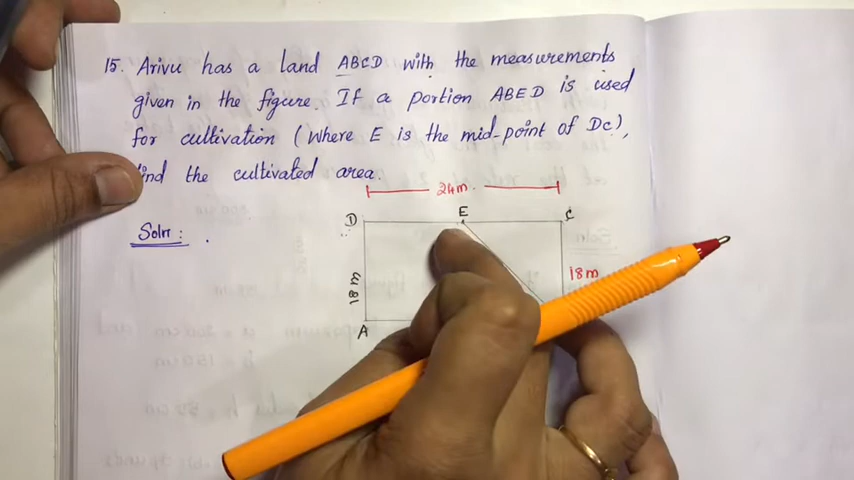 15. Arivu has a land ABCD with the measurements
given in the figure. If a portion ABED is used
for cultivation (Where E is the mid-point of DC),
find the cultivated area.
24m.
D E C
Soln :
18m
18m
A